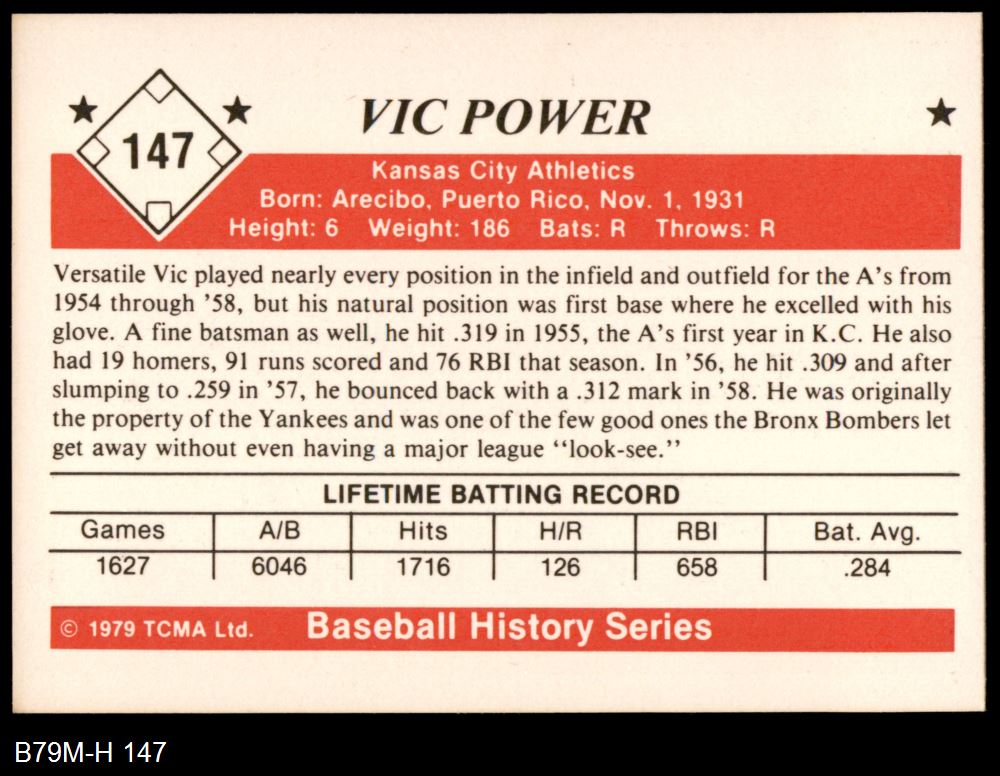 147
VIC POWER
Kansas City Athletics
Born: Arecibo, Puerto Rico, Nov. 1, 1931
Height: 6 Weight: 186 Bats: R Throws: R
Versatile Vic played nearly every position in the infield and outfield for the A's from
1954 through '58, but his natural position was first base where he excelled with his
glove. A fine batsman as well, he hit .319 in 1955, the A's first year in K.C. He also
had 19 homers, 91 runs scored and 76 RBI that season. In '56, he hit .309 and after
slumping to .259 in '57, he bounced back with a .312 mark in '58. He was originally
the property of the Yankees and was one of the few good ones the Bronx Bombers let
get away without even having a major league "look-see."
LIFETIME BATTING RECORD
Games A/B Hits H/R RBI Bat. Avg.
1627 6046 1716 126 658 .284
© 1979 TCMA Ltd. Baseball History Series
B79M-H 147